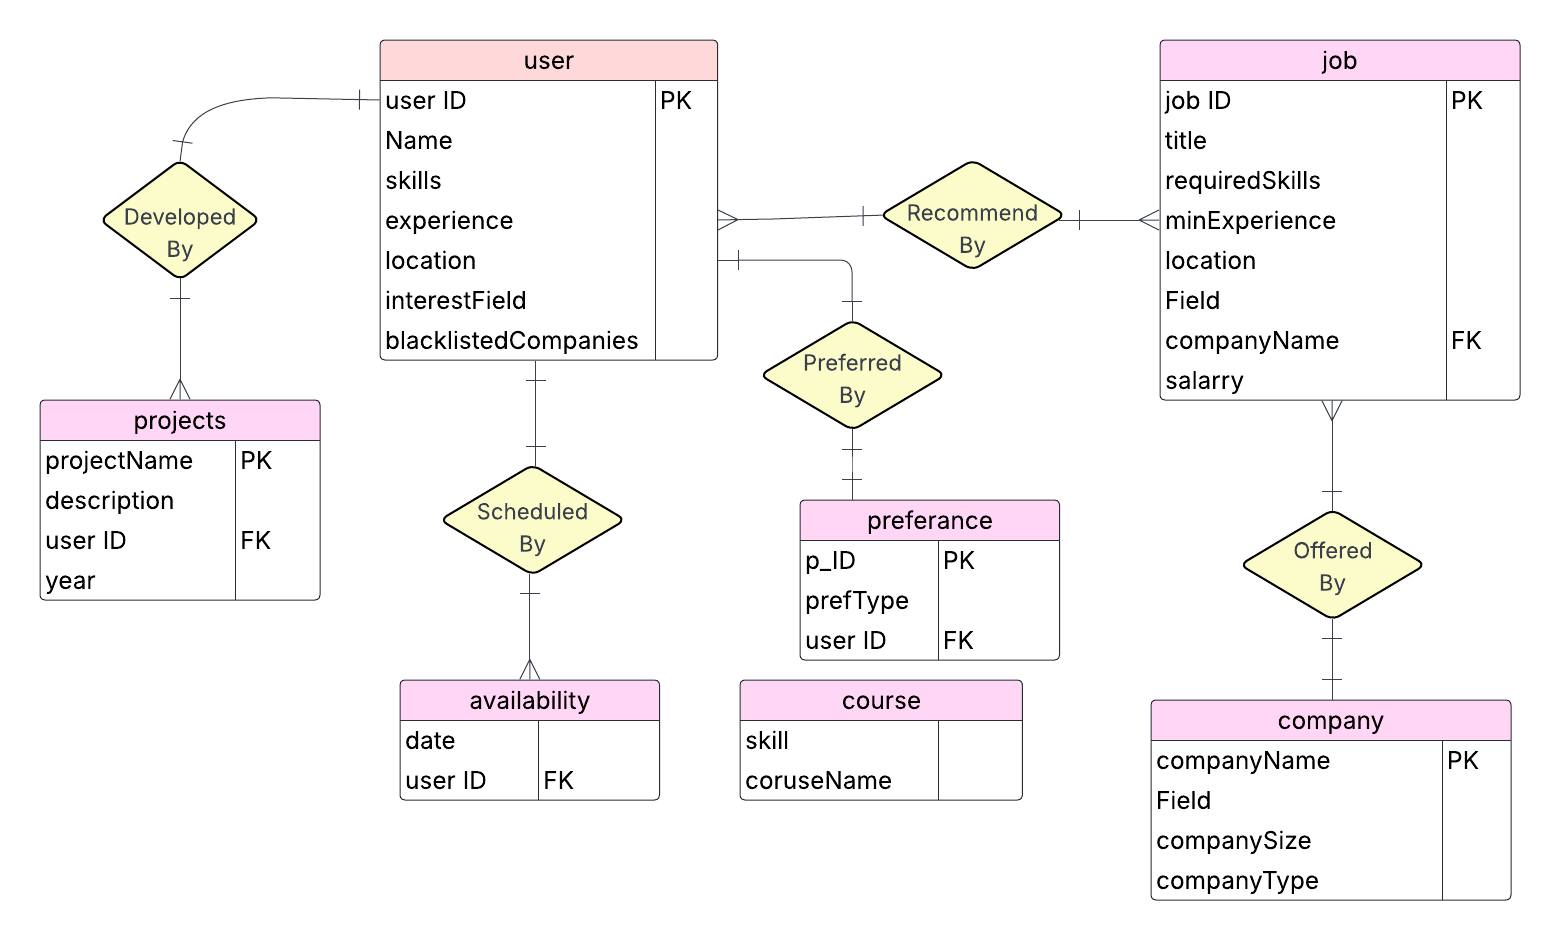 user
user ID PK
Name
skills
experience
location
interestField
blacklistedCompanies
job
job ID PK
title
requiredSkills
minExperience
location
Field
companyName FK
salarry
Developed
By
Recommend
By
Preferred
By
projects
projectName PK
description
user ID FK
year
Scheduled
By
preferance
p_ID PK
prefType
user ID FK
Offered
By
availability
date
user ID FK
course
skill
coruseName
company
companyName PK
Field
companySize
companyType